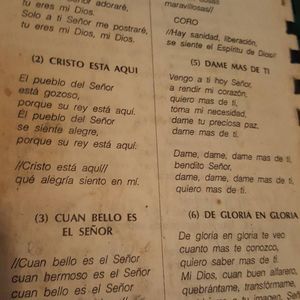 Señor adoraré,
tu eres mi Dios.
Solo a ti Señor me postraré,
tu eres mi Dios, mi Dios.
(2) CRISTO ESTA AQUI
El pueblo del Señor
está gozoso,
porque su rey está aquí.
El pueblo del Señor
se siente alegre,
porque su rey está aquí.
//Cristo está aquí//
qué alegría siento en mí.
(3) CUAN BELLO ES
EL SEÑOR
//Cuan bello es el Señor
cuan hermoso es el Señor
cuan bello es el Señor
maravillosas//
CORO
//Hay sanidad, liberación,
se siente el Espíritu de Dios//
(5) DAME MAS DE TI
Vengo a ti hoy Señor,
a rendir mi corazón,
quiero mas de ti,
toma mi necesidad,
dame tu preciosa paz,
dame mas de ti.
Dame, dame, dame mas de ti,
bendito Señor,
Dame, dame, dame mas de ti,
quiero mas de ti.
(6) DE GLORIA EN GLORIA
De gloria en gloria te veo
cuanto mas te conozco,
quiero saber mas de ti.
Mi Dios, cuan buen alfarero,
quebrántame, transfórmame,